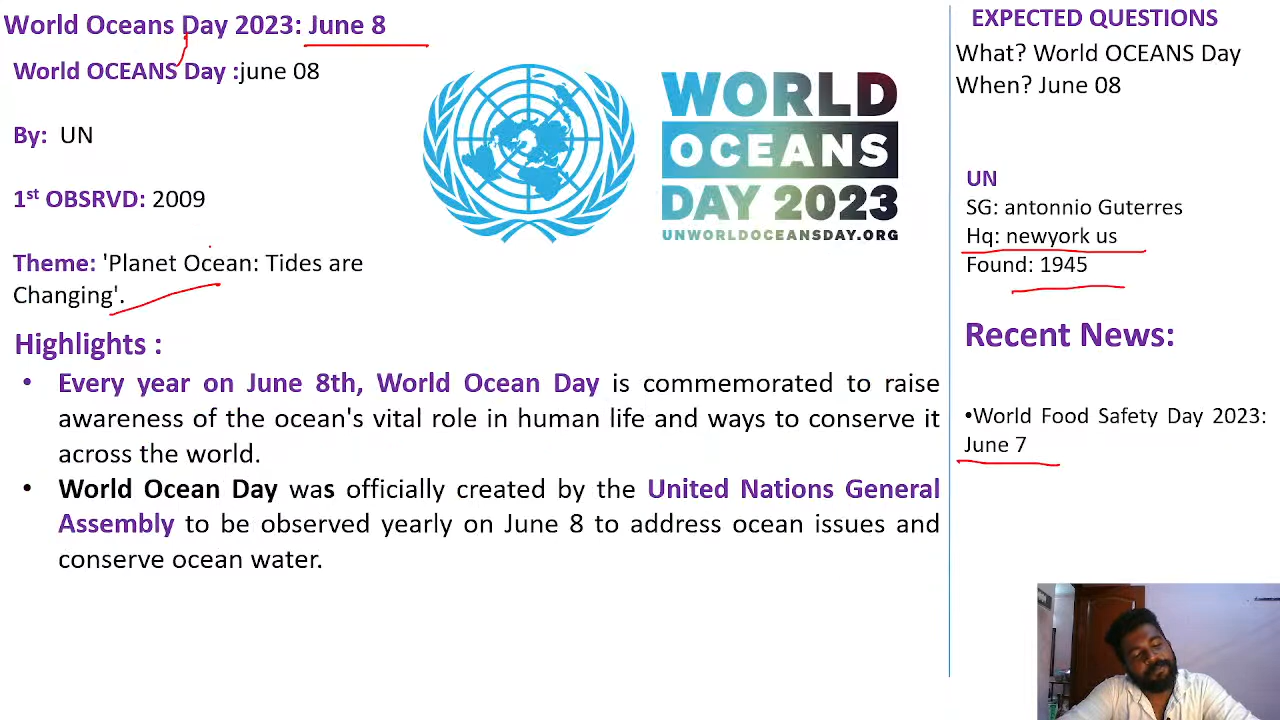 World Oceans Day 2023: June 8
World OCEANS Day :june 08
By: UN
1st OBSRVD: 2009
Theme: 'Planet Ocean: Tides are
Changing'.
WORLD
OCEANS
DAY 2023
UNWORLDOCEANSDAY.ORG
Highlights :
• Every year on June 8th, World Ocean Day is commemorated to raise
awareness of the ocean's vital role in human life and ways to conserve it
across the world.
• World Ocean Day was officially created by the United Nations General
Assembly to be observed yearly on June 8 to address ocean issues and
conserve ocean water.
EXPECTED QUESTIONS
What? World OCEANS Day
When? June 08
UN
SG: antonnio Guterres
Hq: newyork us
Found: 1945
Recent News:
•World Food Safety Day 2023:
June 7